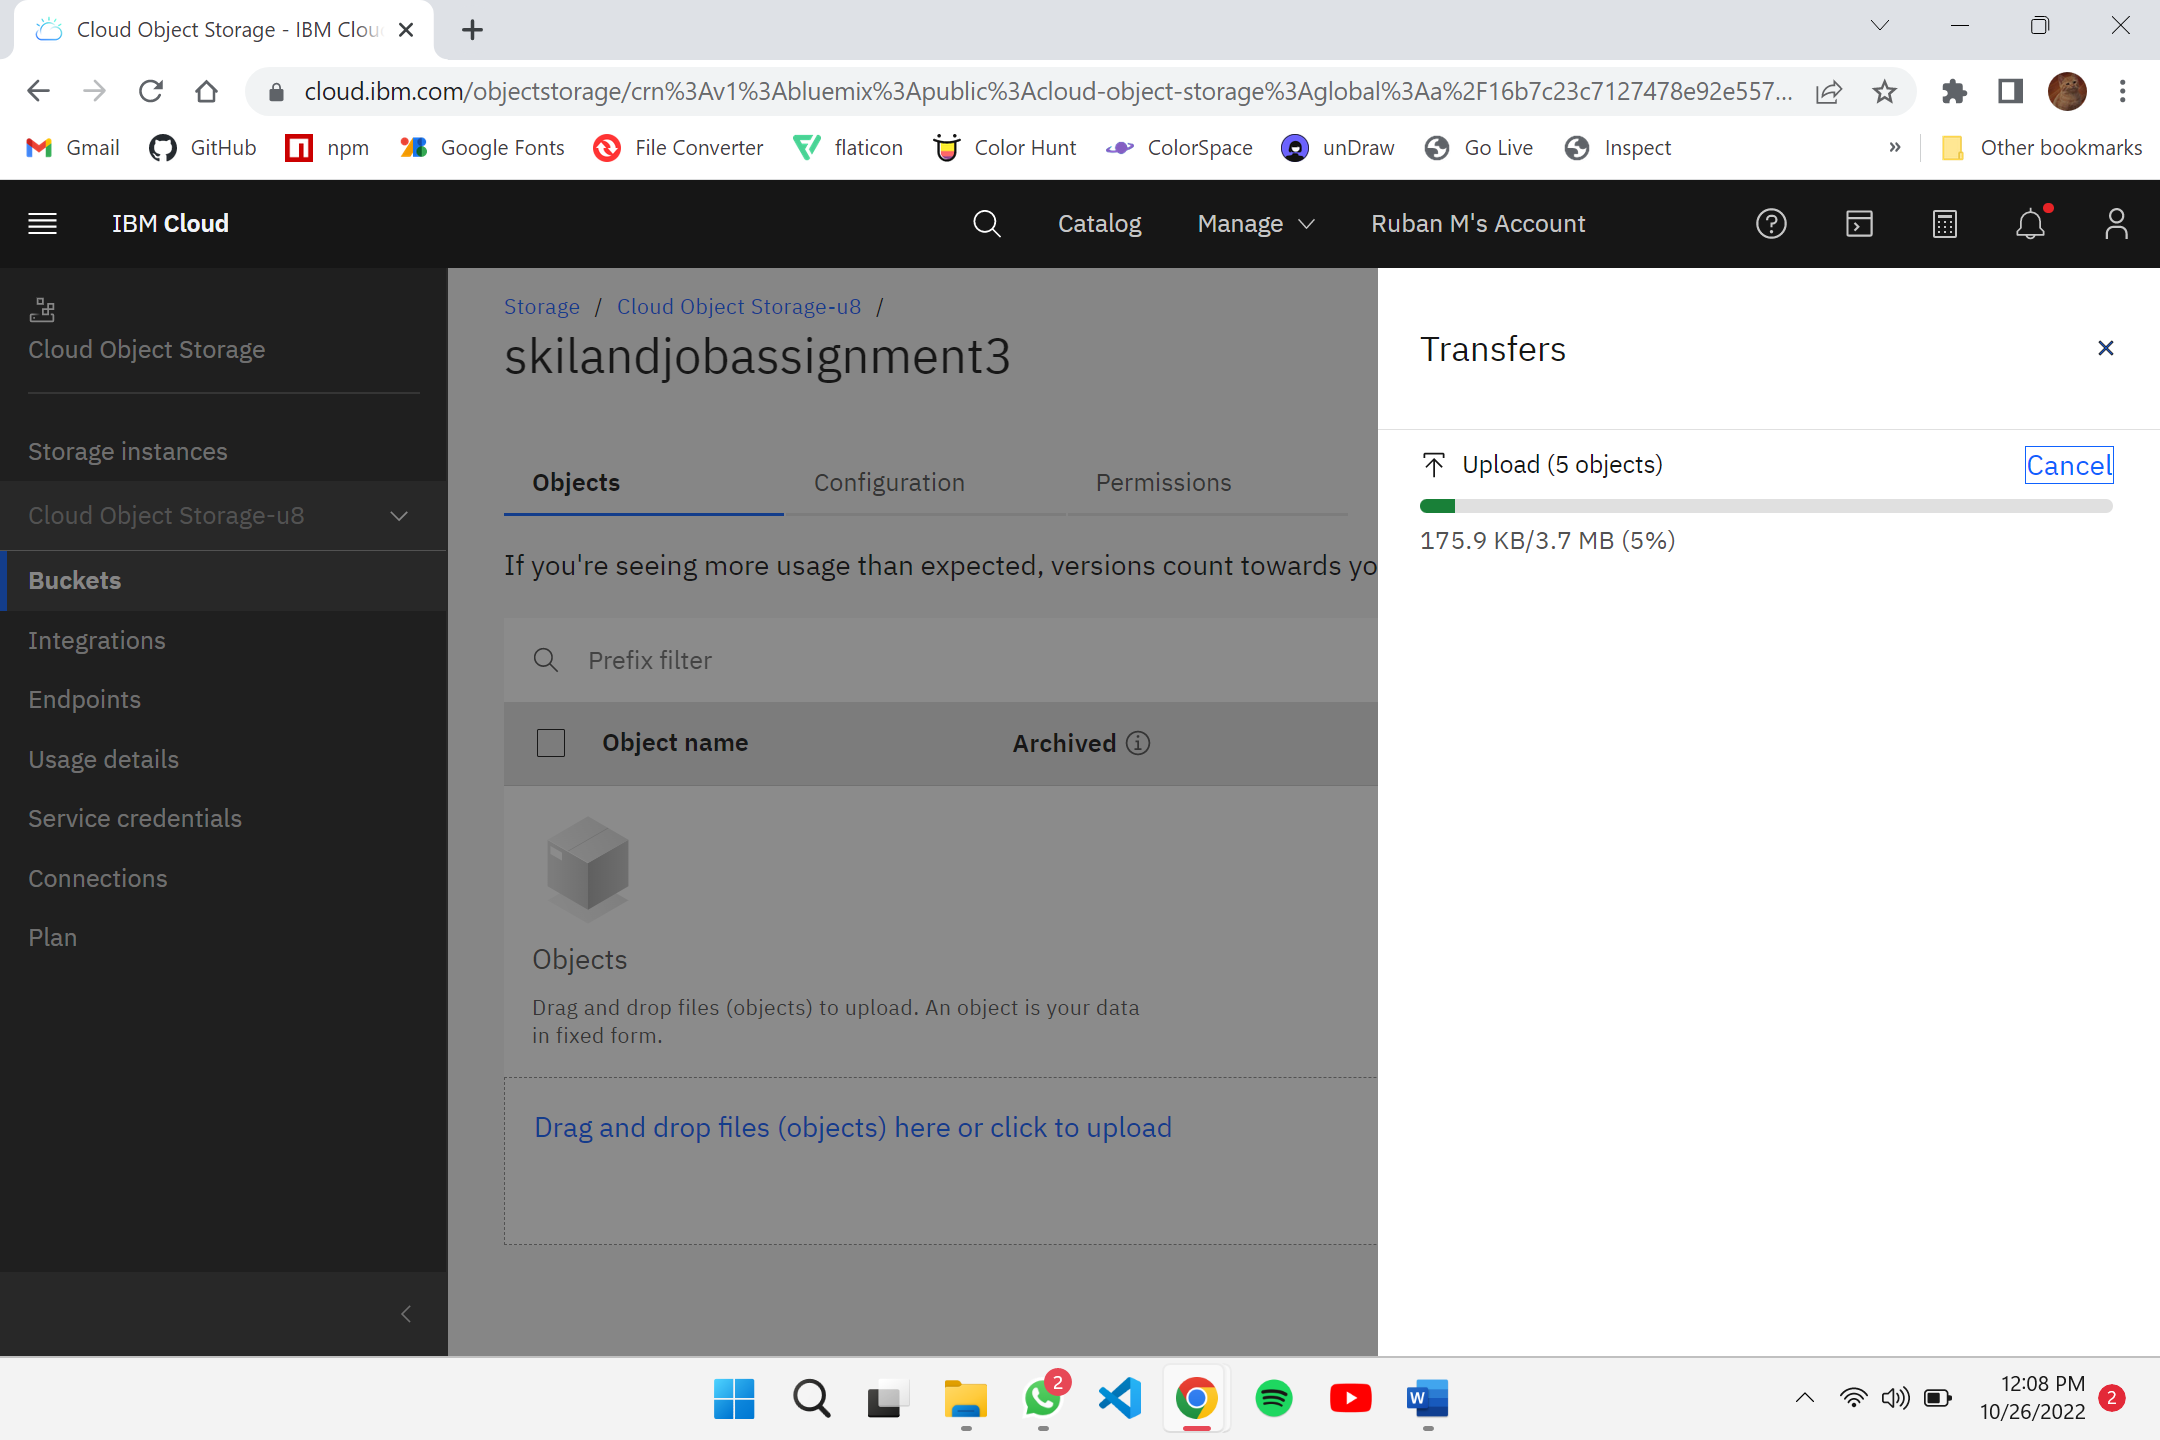 Cloud Object Storage - IBM Clou
cloud.ibm.com/objectstorage/crn%3Av1%3Abluemix%3Apublic%3Acloud-object-storage%3Aglobal%3Aa%2F16b7c23c7127478e92e557...
Gmail GitHub npm Google Fonts File Converter flaticon Color Hunt ColorSpace unDraw Go Live Inspect » Other bookmarks
IBM Cloud Catalog Manage Ruban M's Account
Cloud Object Storage
Storage instances
Cloud Object Storage-u8
Buckets
Integrations
Endpoints
Usage details
Service credentials
Connections
Plan
Storage / Cloud Object Storage-u8 /
skilandjobassignment3
Objects Configuration Permissions
If you're seeing more usage than expected, versions count towards yo
Prefix filter
Object name Archived
Objects
Drag and drop files (objects) to upload. An object is your data
in fixed form.
Drag and drop files (objects) here or click to upload
Transfers
Upload (5 objects) Cancel
175.9 KB/3.7 MB (5%)
2
W
12:08 PM
10/26/2022
2